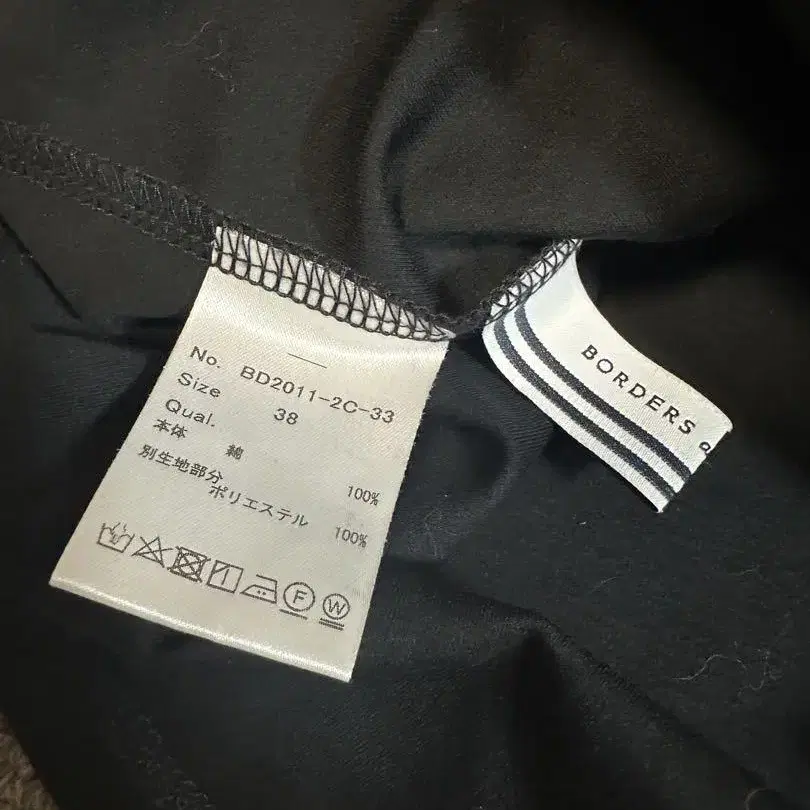 No. BD2011-2C-33
Size 38
Qual.
本体 綿 100%
別生地部分
ポリエステル 100%
F W
BORDERS